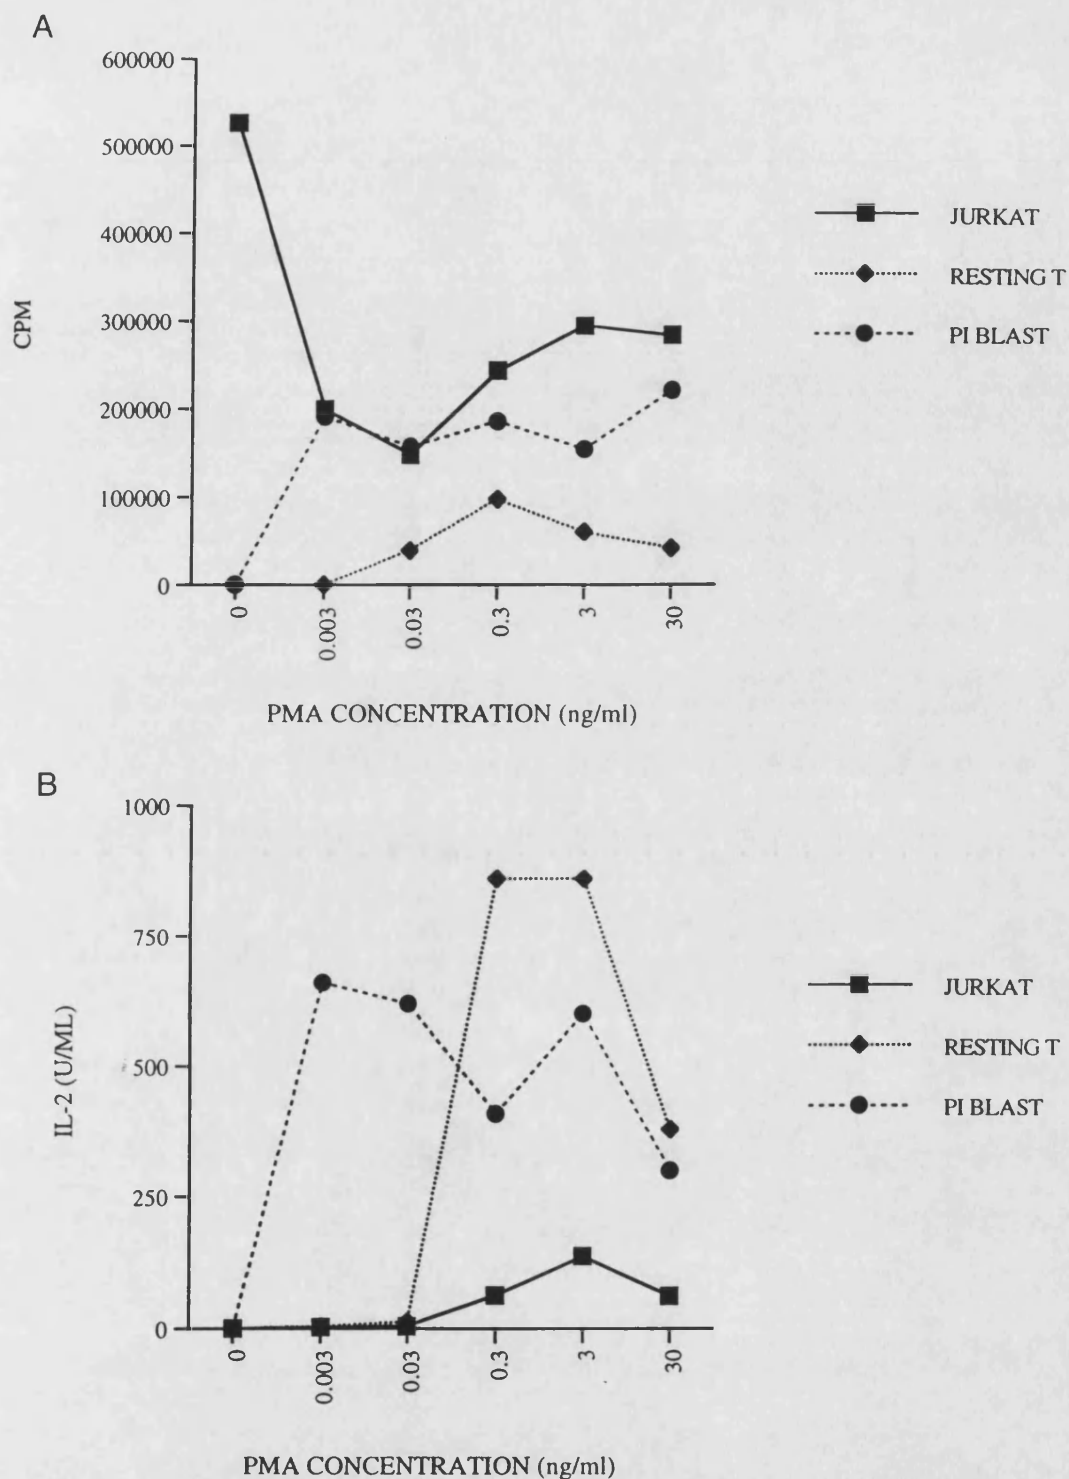 A
600000
500000
400000
300000
200000
100000
0
CPM
0
0.003
0.03
0.3
3
30
PMA CONCENTRATION (ng/ml)
JURKAT
RESTING T
PI BLAST
B
1000
750
500
250
0
IL-2 (U/ML)
0
0.003
0.03
0.3
3
30
PMA CONCENTRATION (ng/ml)
JURKAT
RESTING T
PI BLAST